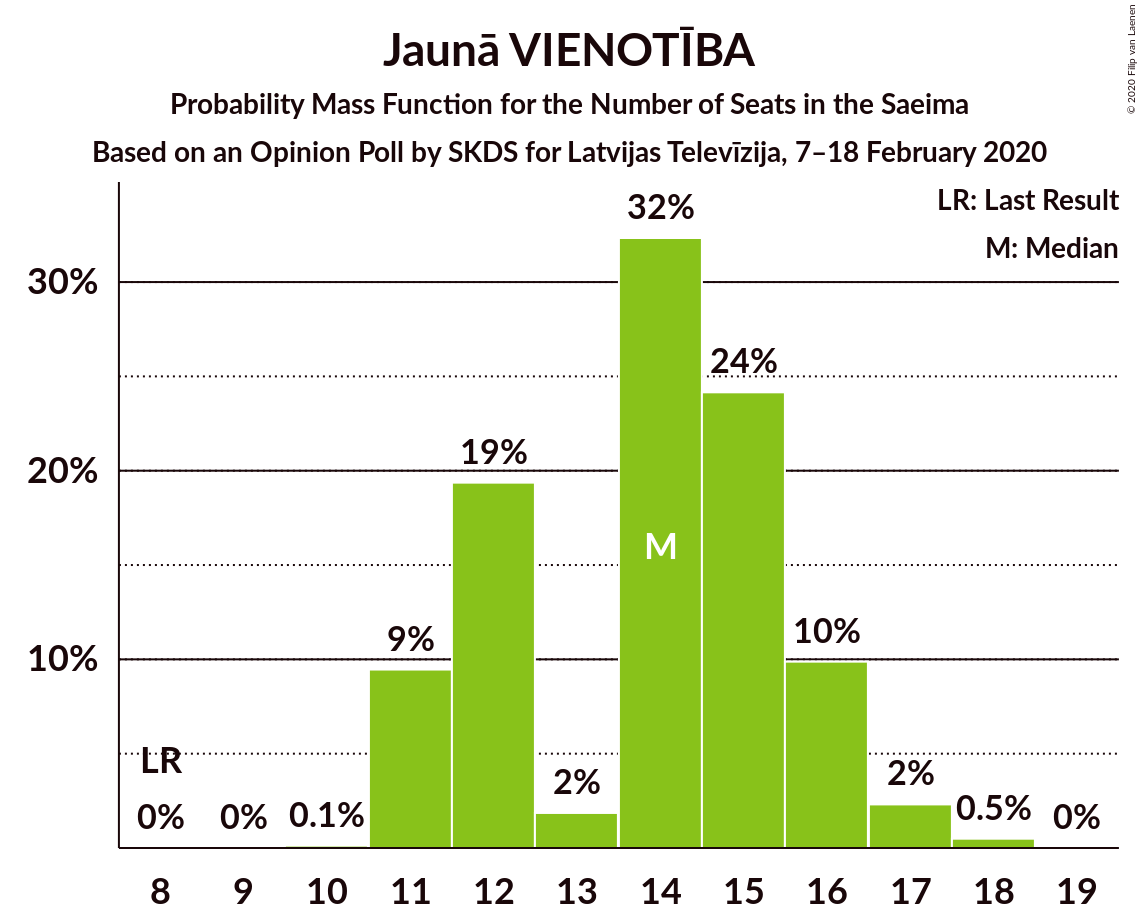 Jaunā VIENOTĪBA
Probability Mass Function for the Number of Seats in the Saeima
Based on an Opinion Poll by SKDS for Latvijas Televīzija, 7–18 February 2020
© 2020 Filip van Laenen
LR: Last Result
M: Median
32%
30%
24%
19%
20%
M
10%
9%
10%
LR
2%
2%
0%
0%
0.1%
0.5%
0%
8 9 10 11 12 13 14 15 16 17 18 19